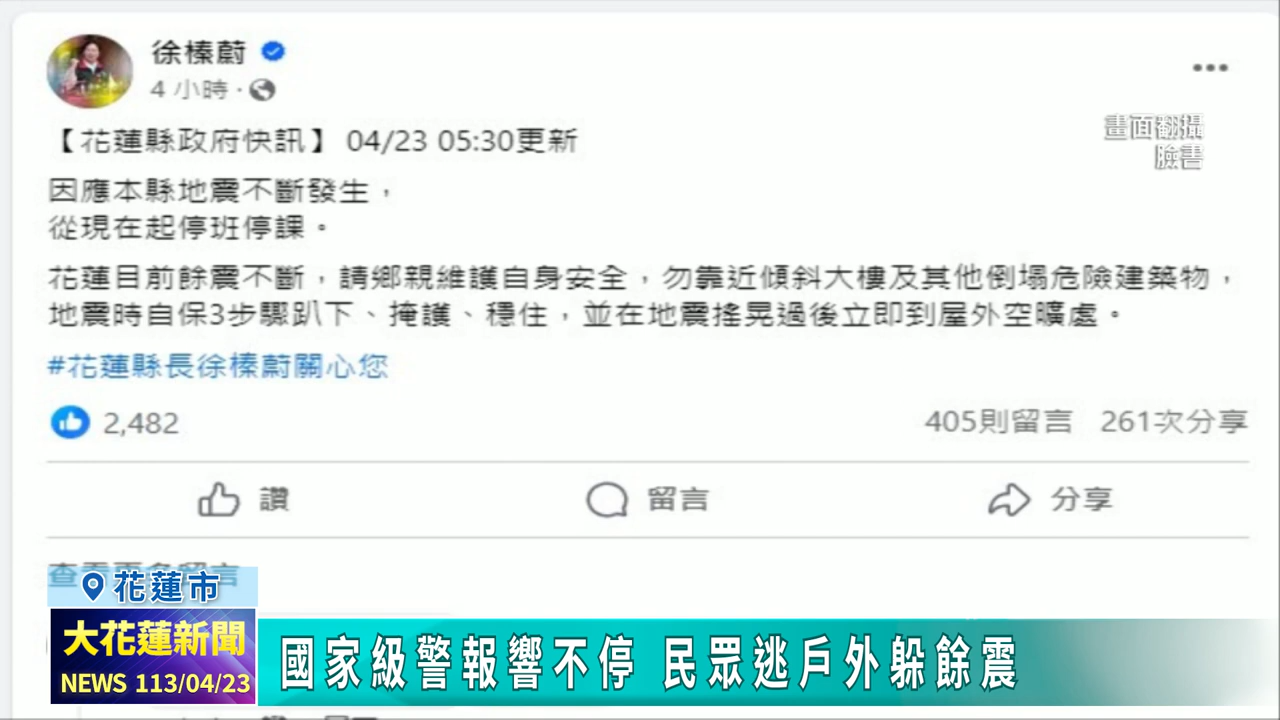 徐榛蔚
4 小時
【花蓮縣政府快訊】 04/23 05:30更新
畫面翻攝
臉書
因應本縣地震不斷發生，
從現在起停班停課。
花蓮目前餘震不斷，請鄉親維護自身安全，勿靠近傾斜大樓及其他倒塌危險建築物，
地震時自保3步驟趴下、掩護、穩住，並在地震搖晃過後立即到屋外空曠處。
#花蓮縣長徐榛蔚關心您
2,482
405則留言 261次分享
讚 留言 分享
花蓮市
大花蓮新聞
NEWS 113/04/23
國家級警報響不停 民眾逃戶外躲餘震